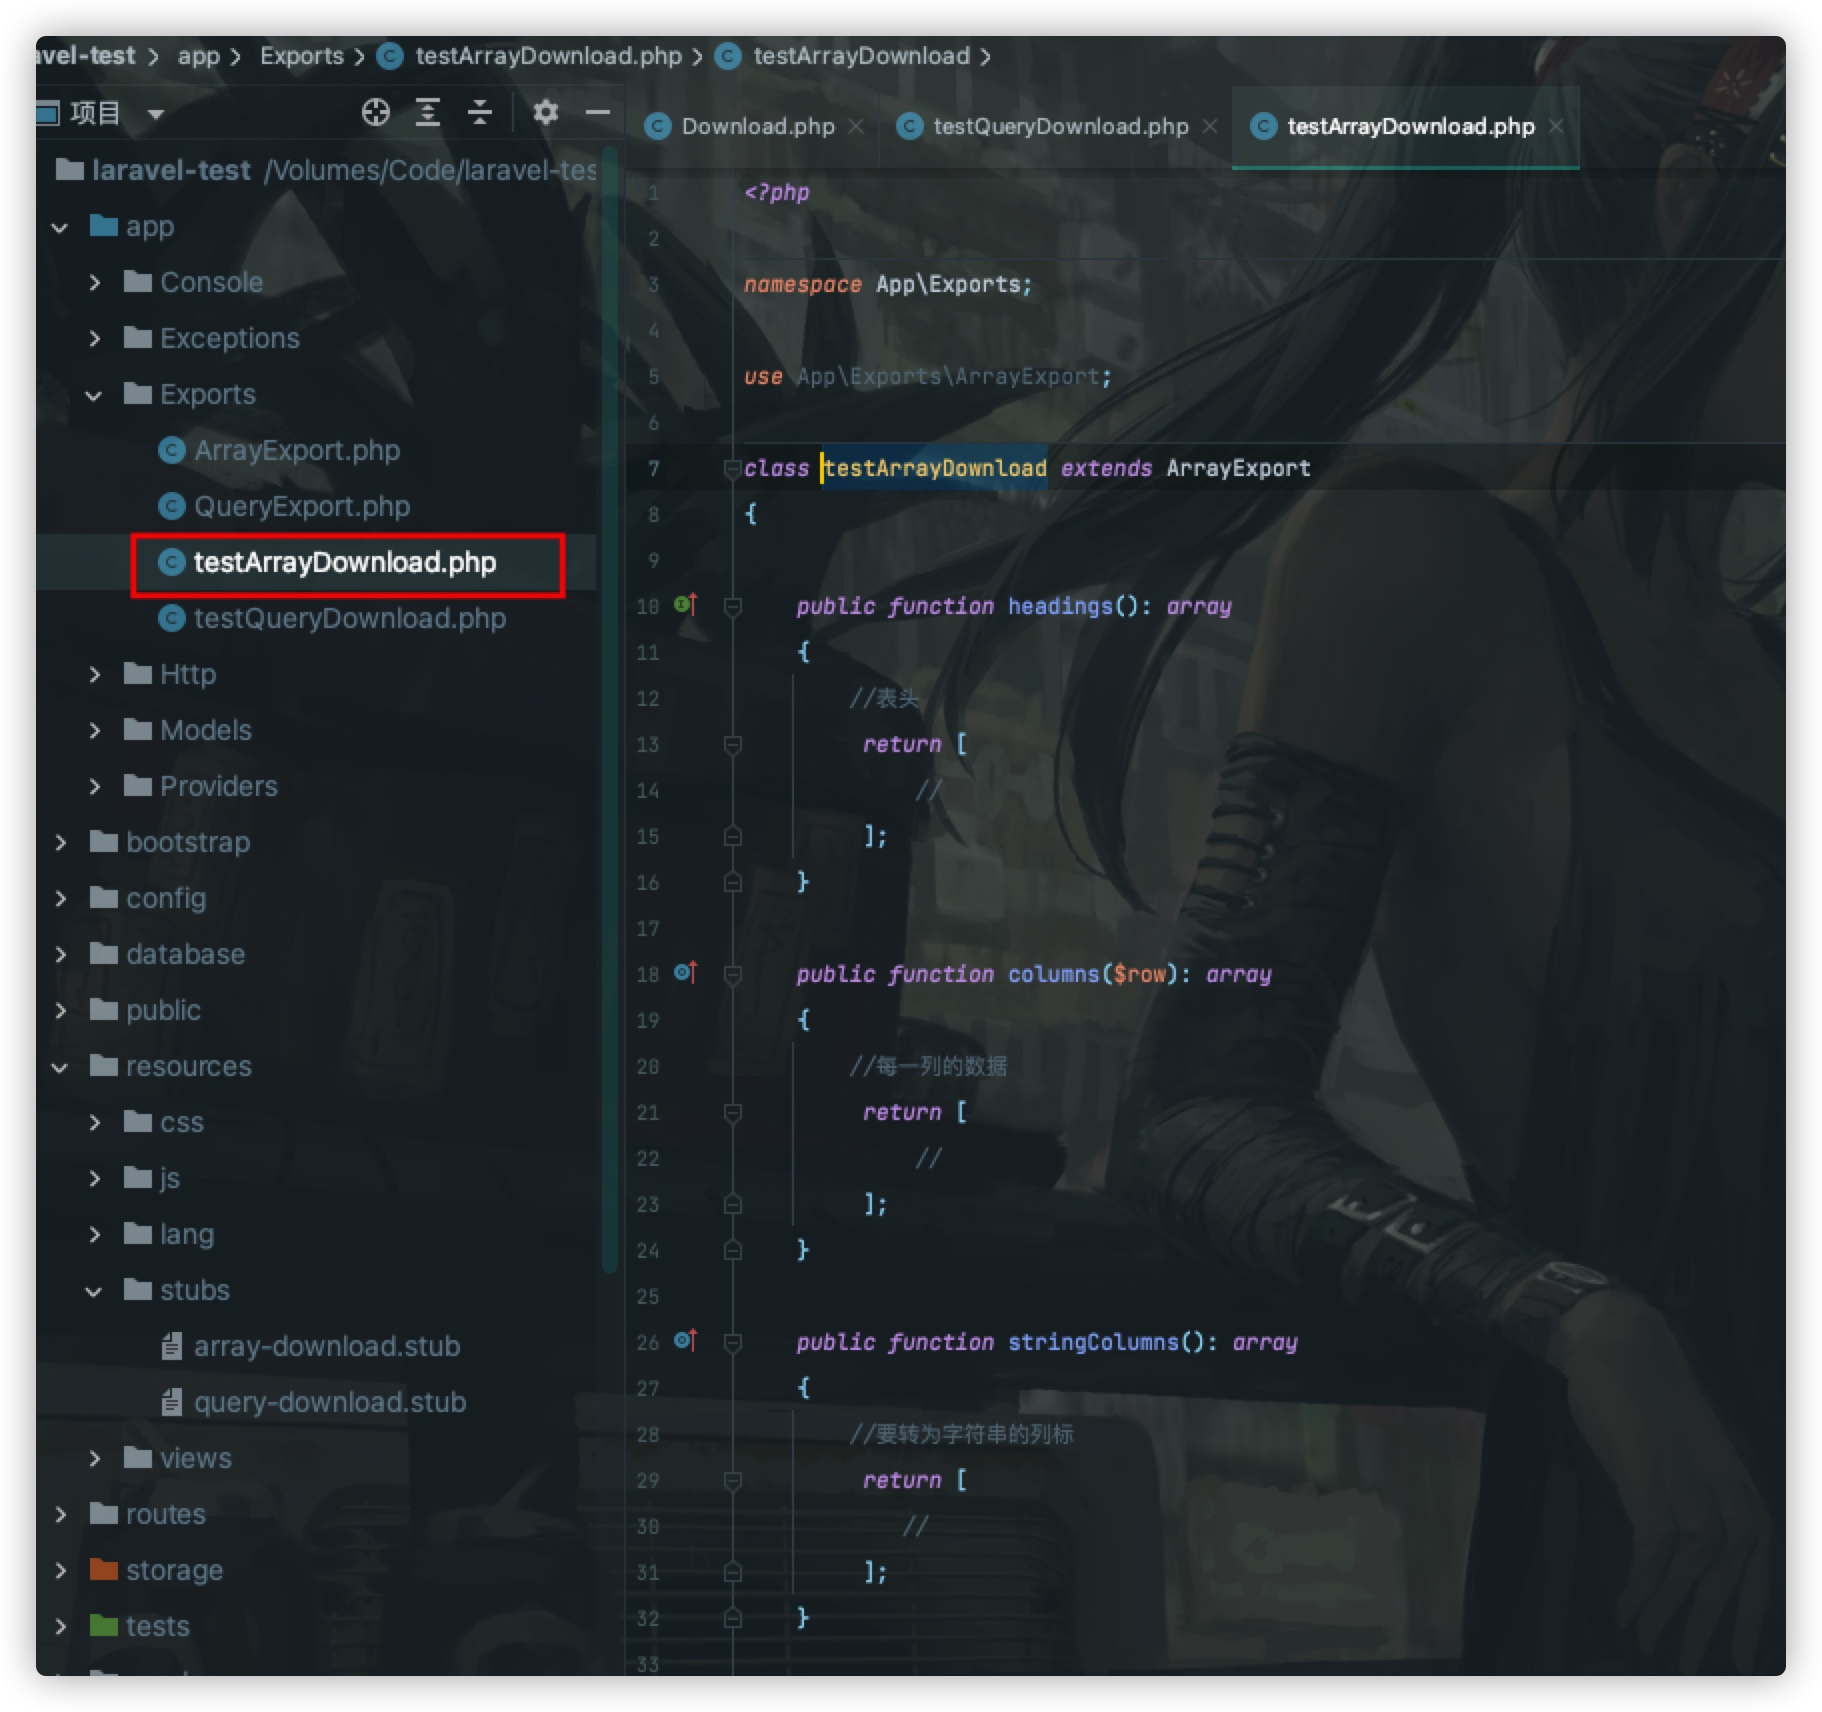 avel-test > app > Exports > testArrayDownload.php > testArrayDownload >
项目
laravel-test /Volumes/Code/laravel-tes
app
Console
Exceptions
Exports
ArrayExport.php
QueryExport.php
testArrayDownload.php
testQueryDownload.php
Http
Models
Providers
bootstrap
config
database
public
resources
css
js
lang
stubs
array-download.stub
query-download.stub
views
routes
storage
tests
Download.php
testQueryDownload.php
testArrayDownload.php
1 <?php
2
3 namespace App\Exports;
4
5 use App\Exports\ArrayExport;
6
7 class testArrayDownload extends ArrayExport
8 {
9
10 public function headings(): array
11 {
12 //表头
13 return [
14 //
15 ];
16 }
17
18 public function columns($row): array
19 {
20 //每一列的数据
21 return [
22 //
23 ];
24 }
25
26 public function stringColumns(): array
27 {
28 //要转为字符串的列标
29 return [
30 //
31 ];
32 }
33